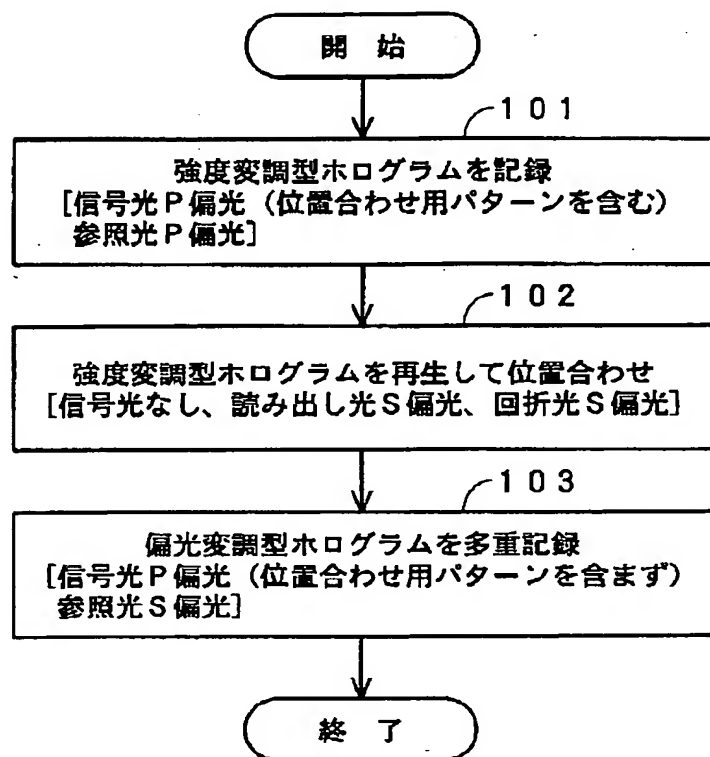 開 始
101
強度変調型ホログラムを記録
[信号光P偏光（位置合わせ用パターンを含む）
参照光P偏光]
102
強度変調型ホログラムを再生して位置合わせ
[信号光なし、読み出し光S偏光、回折光S偏光]
103
偏光変調型ホログラムを多重記録
[信号光P偏光（位置合わせ用パターンを含まず）
参照光S偏光]
終 了